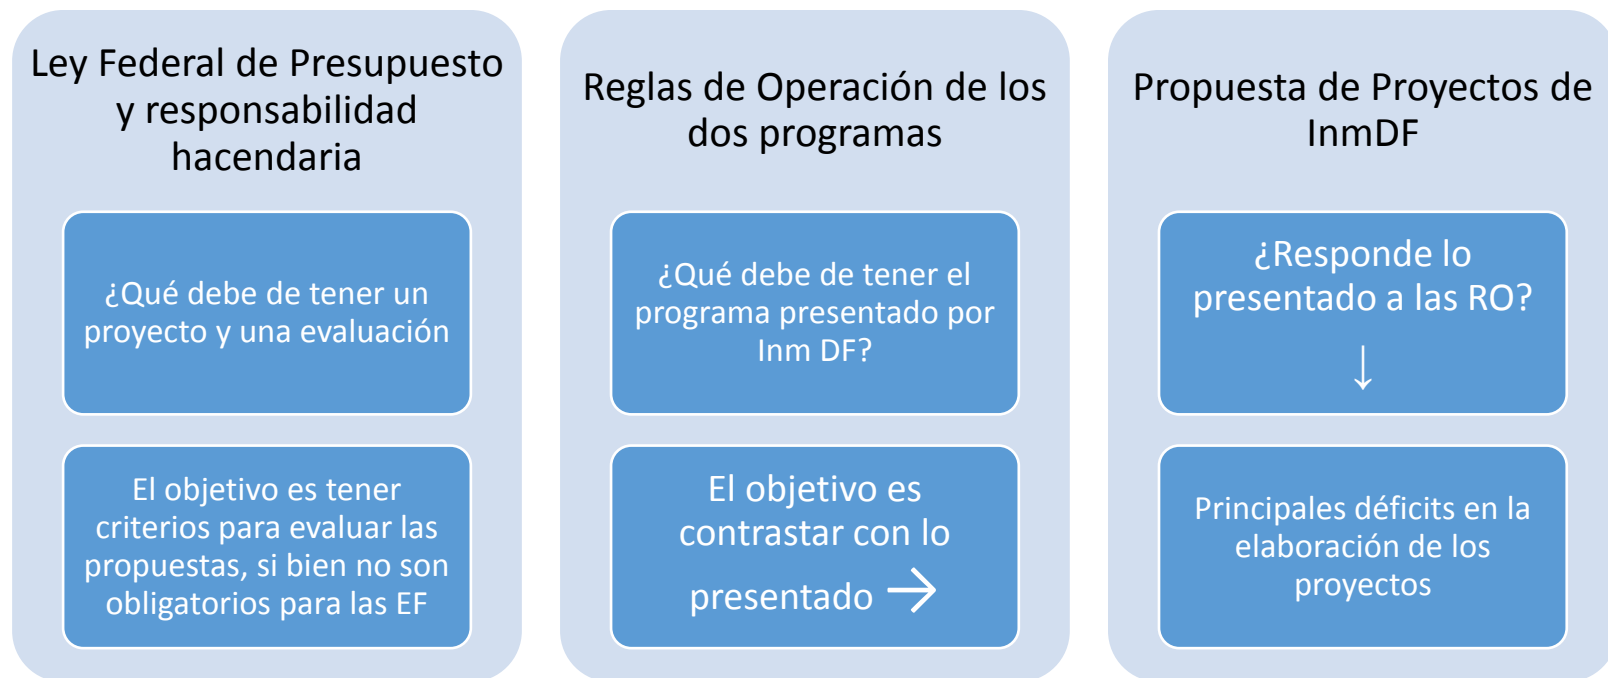 Ley Federal de Presupuesto
y responsabilidad
hacendaria
¿Qué debe de tener un
proyecto y una evaluación
El objetivo es tener
criterios para evaluar las
propuestas, si bien no son
obligatorios para las EF
Reglas de Operación de los
dos programas
¿Qué debe de tener el
programa presentado por
Inm DF?
El objetivo es
contrastar con lo
presentado →
Propuesta de Proyectos de
InmDF
¿Responde lo
presentado a las RO?
↓
Principales déficits en la
elaboración de los
proyectos